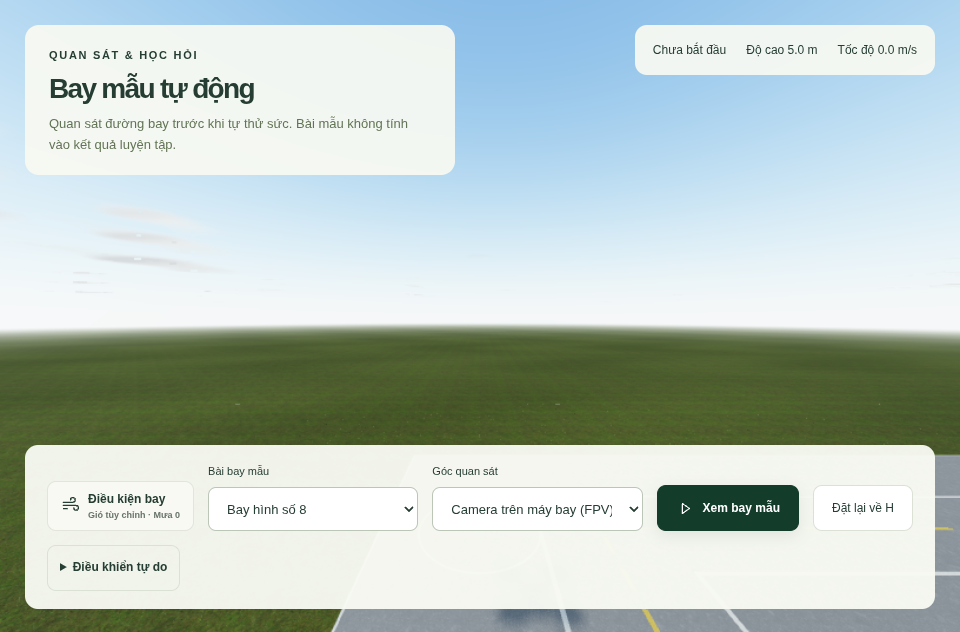 QUAN SÁT & HỌC HỎI
Bay mẫu tự động
Quan sát đường bay trước khi tự thử sức. Bài mẫu không tính
vào kết quả luyện tập.
Chưa bắt đầu Độ cao 5.0 m Tốc độ 0.0 m/s
Điều kiện bay
Gió tùy chỉnh · Mưa 0
Bài bay mẫu
Bay hình số 8
Góc quan sát
Camera trên máy bay (FPV)
Xem bay mẫu
Đặt lại về H
Điều khiển tự do